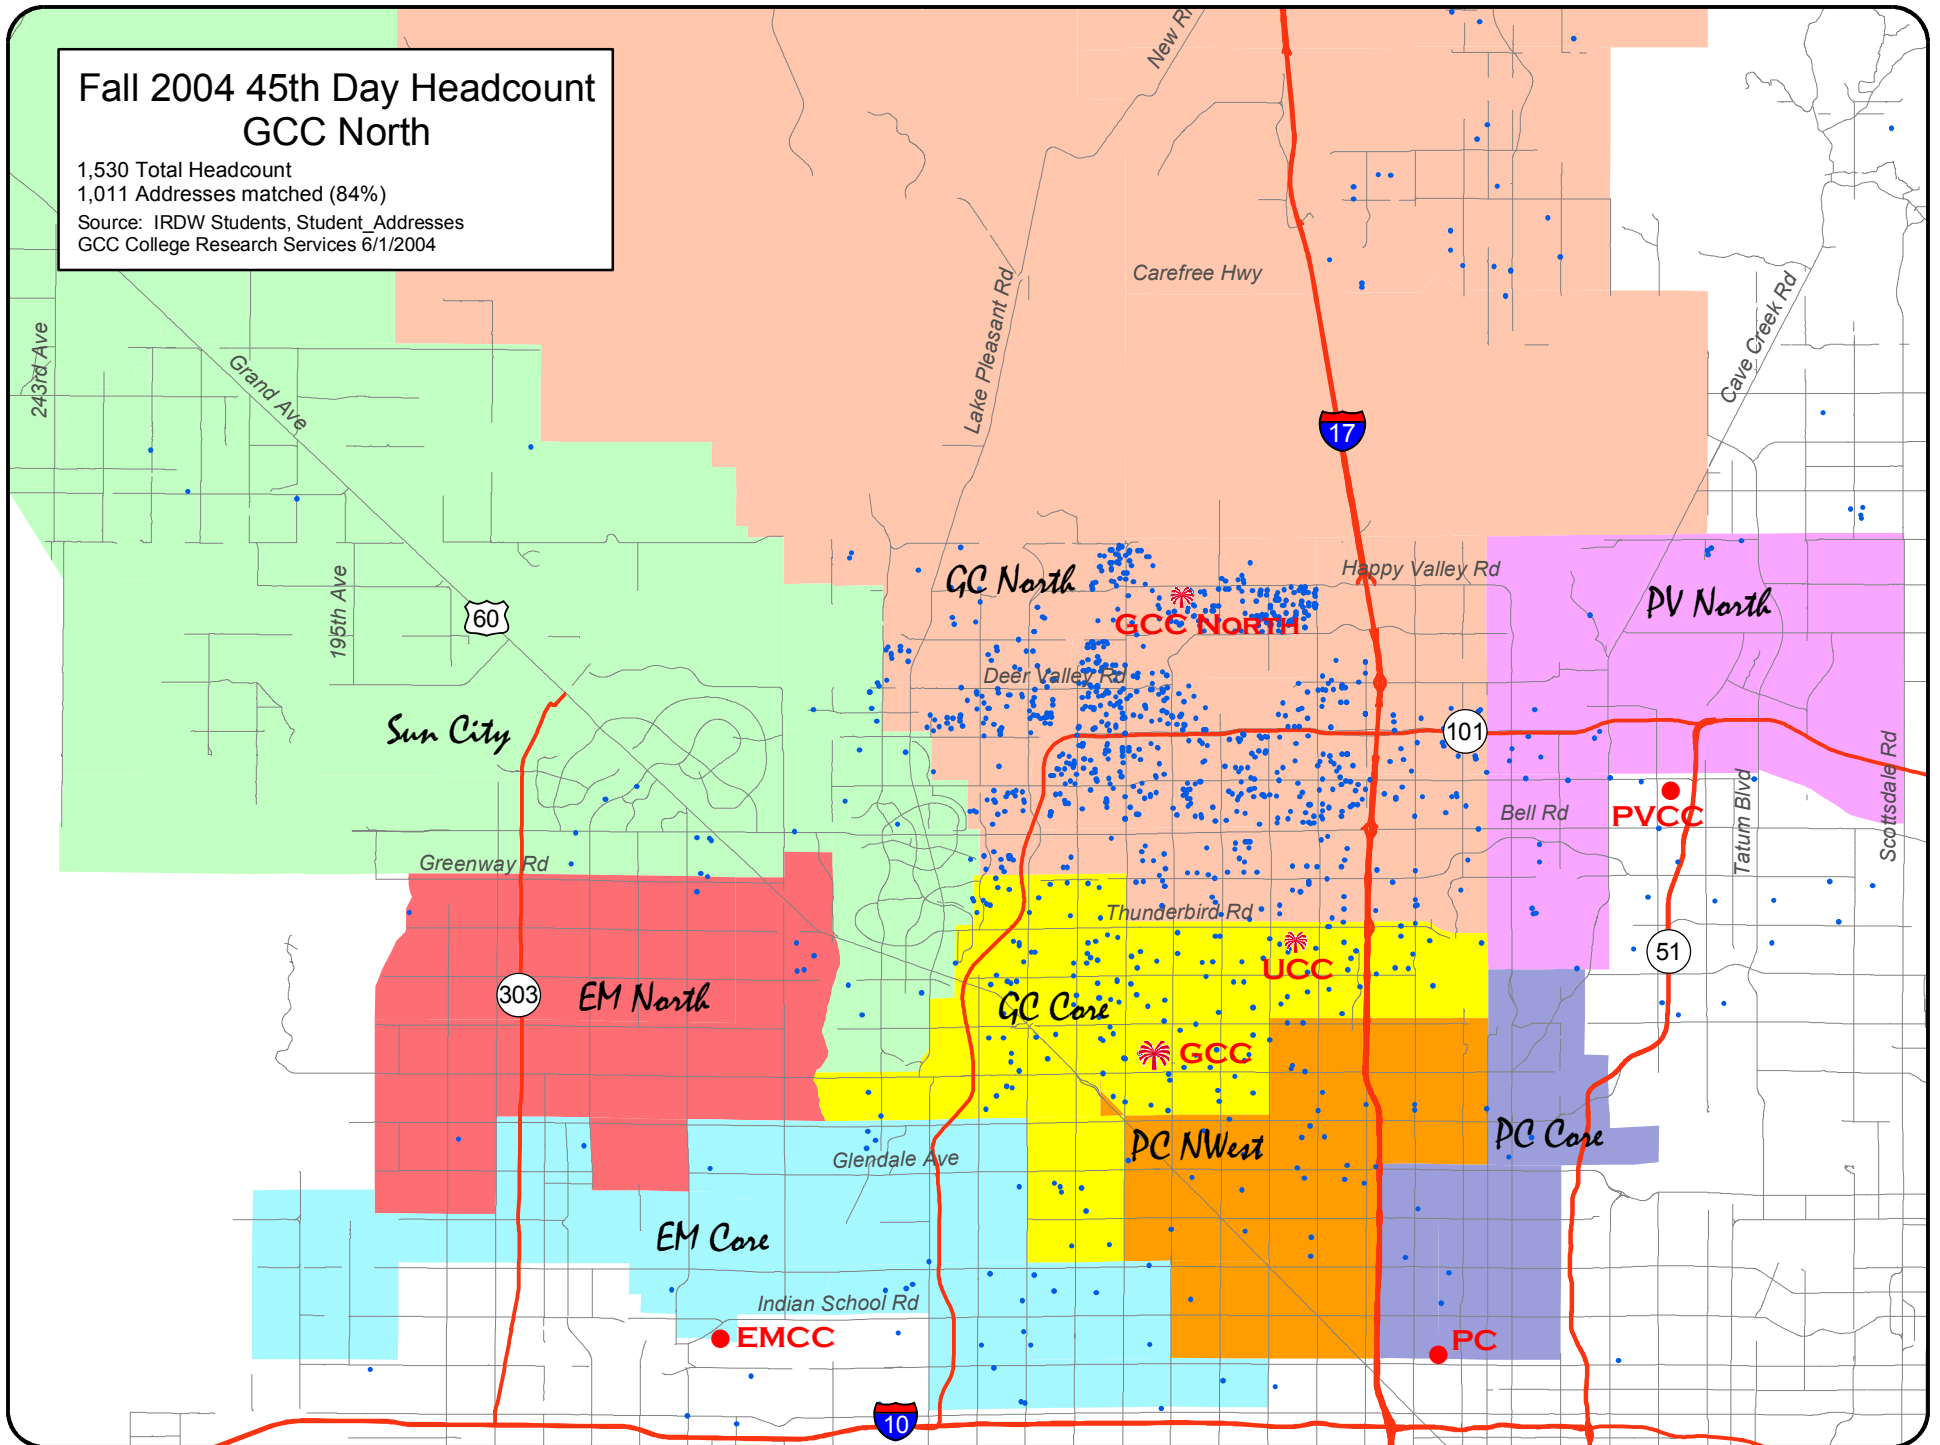 Fall 2004 45th Day Headcount
GCC North
1,530 Total Headcount
1,011 Addresses matched (84%)
Source: IRDW Students, Student_Addresses
GCC College Research Services 6/1/2004
Carefree Hwy
Lake Pleasant Rd
Cave Creek Rd
243rd Ave
Grand Ave
17
GC North
Happy Valley Rd
PV North
195th Ave
60
GCC North
Deer Valley Rd
Sun City
101
Scottsdale Rd
Bell Rd
PVCC
Tatum Blvd
Greenway Rd
Thunderbird Rd
UCC
51
303
EM North
GC Core
GCC
PC NWest
PC Core
Glendale Ave
EM Core
Indian School Rd
EMCC
PC
10